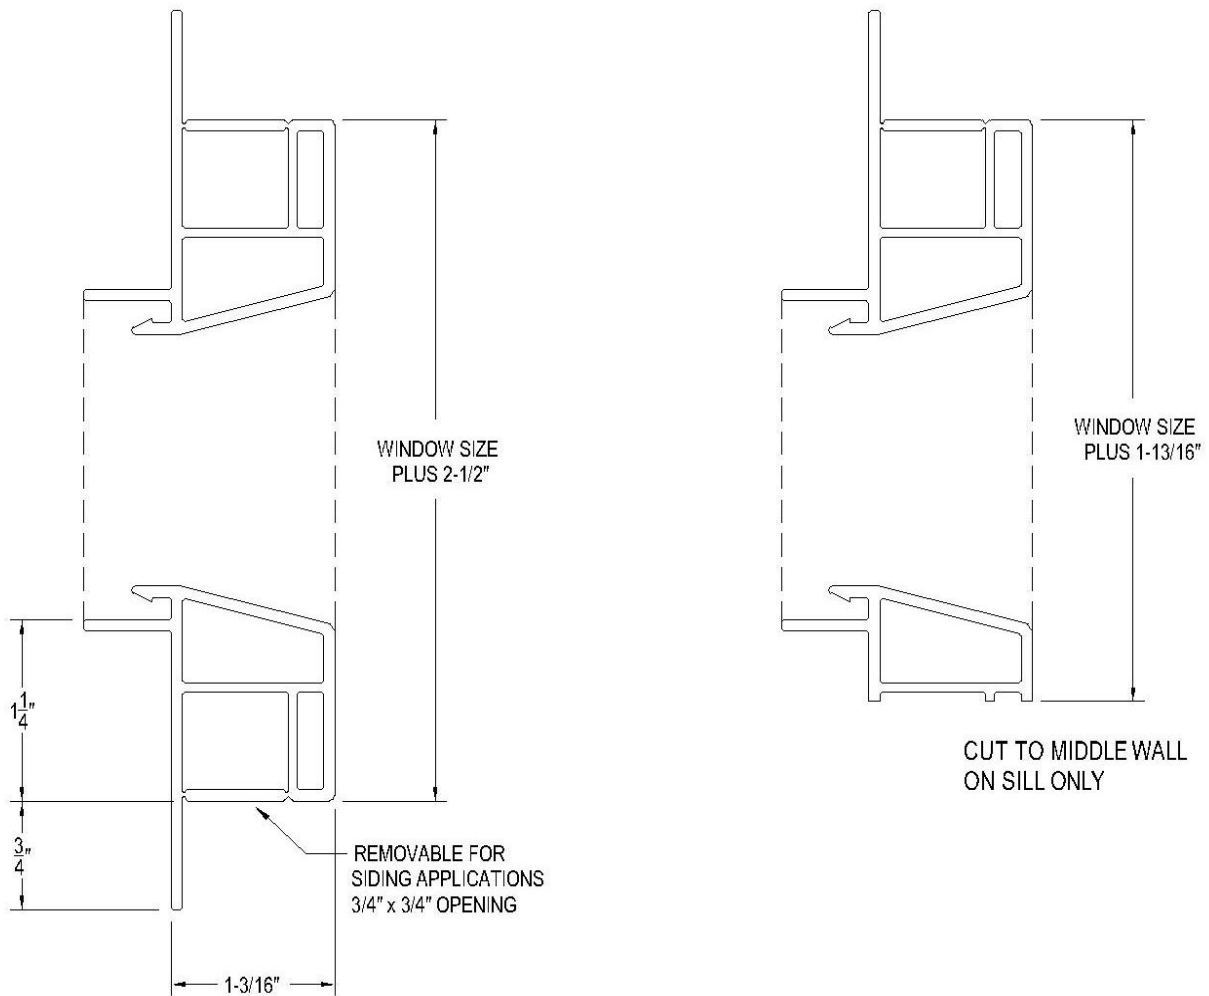 WINDOW SIZE
PLUS 2-1/2"
1 1/4"
3/4"
REMOVABLE FOR
SIDING APPLICATIONS
3/4" x 3/4" OPENING
1-3/16"
WINDOW SIZE
PLUS 1-13/16"
CUT TO MIDDLE WALL
ON SILL ONLY